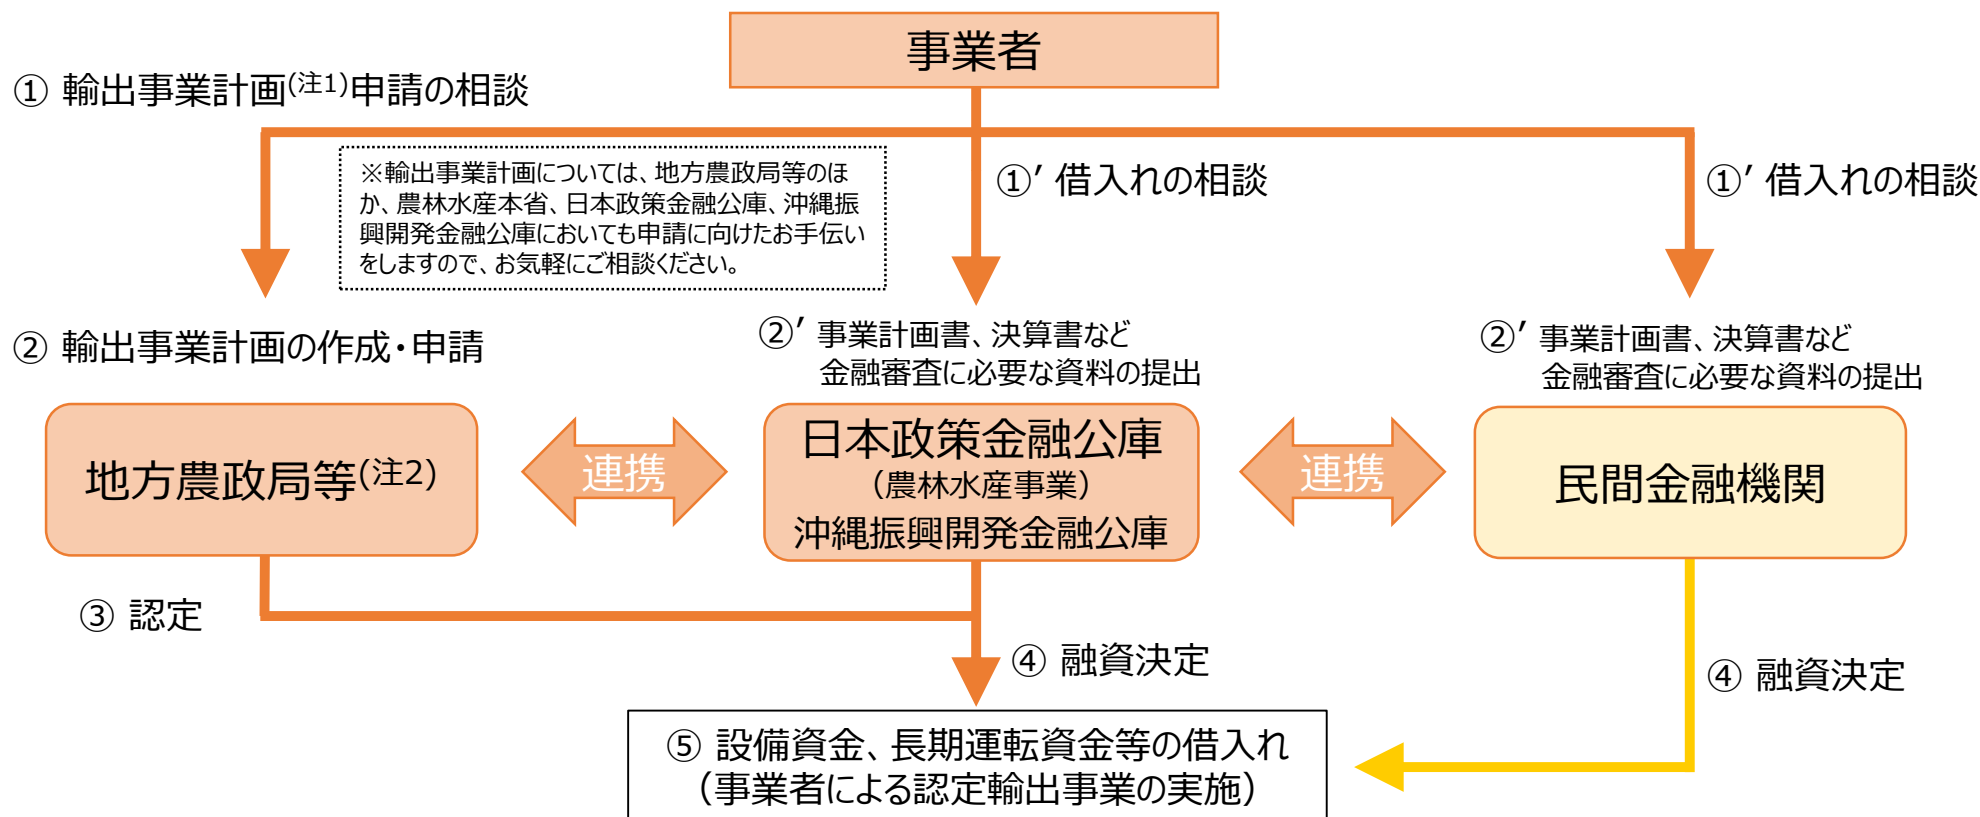 事業者
① 輸出事業計画(注1)申請の相談
※輸出事業計画については、地方農政局等のほ
か、農林水産本省、日本政策金融公庫、沖縄振
興開発金融公庫においても申請に向けたお手伝い
をしますので、お気軽にご相談ください。
①′ 借入れの相談
①′ 借入れの相談
② 輸出事業計画の作成・申請
②′ 事業計画書、決算書など
金融審査に必要な資料の提出
②′ 事業計画書、決算書など
金融審査に必要な資料の提出
地方農政局等(注2)
連携
日本政策金融公庫
（農林水産事業）
沖縄振興開発金融公庫
連携
民間金融機関
③ 認定
④ 融資決定
④ 融資決定
⑤ 設備資金、長期運転資金等の借入れ
（事業者による認定輸出事業の実施）